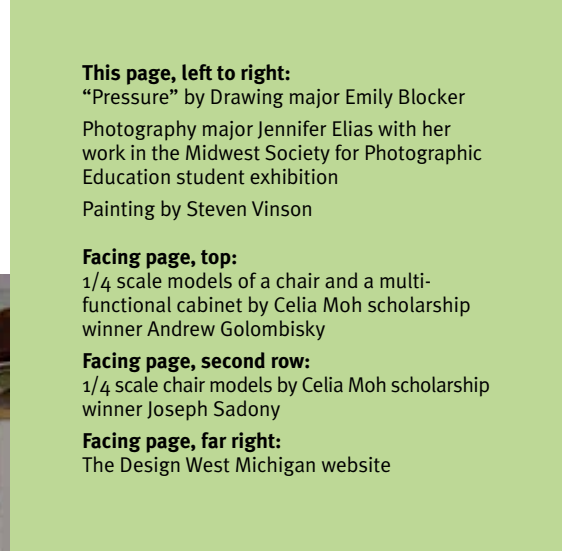 This page, left to right:
“Pressure” by Drawing major Emily Blocker
Photography major Jennifer Elias with her
work in the Midwest Society for Photographic
Education student exhibition
Painting by Steven Vinson
Facing page, top:
1/4 scale models of a chair and a multi-
functional cabinet by Celia Moh scholarship
winner Andrew Golombisky
Facing page, second row:
1/4 scale chair models by Celia Moh scholarship
winner Joseph Sadony
Facing page, far right:
The Design West Michigan website